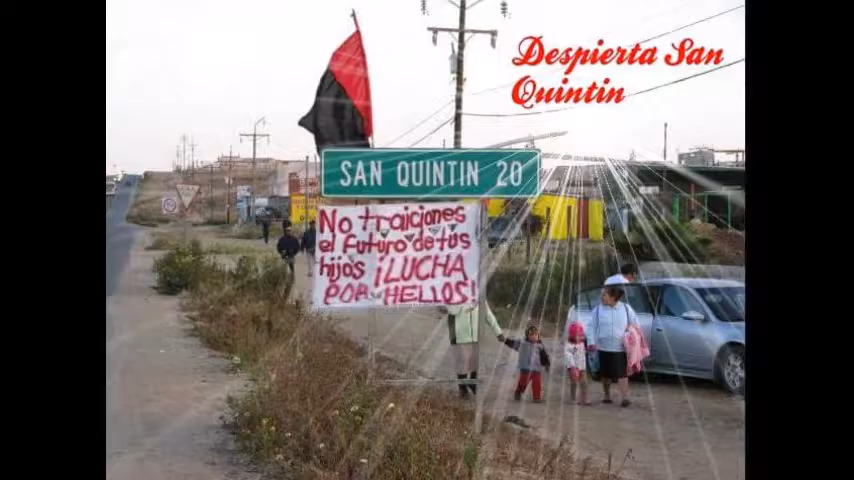 Despierta San
Quintin
SAN QUINTIN 20
No traiciones
el futuro de tus
hijos ¡LUCHA
POR HELLOS!